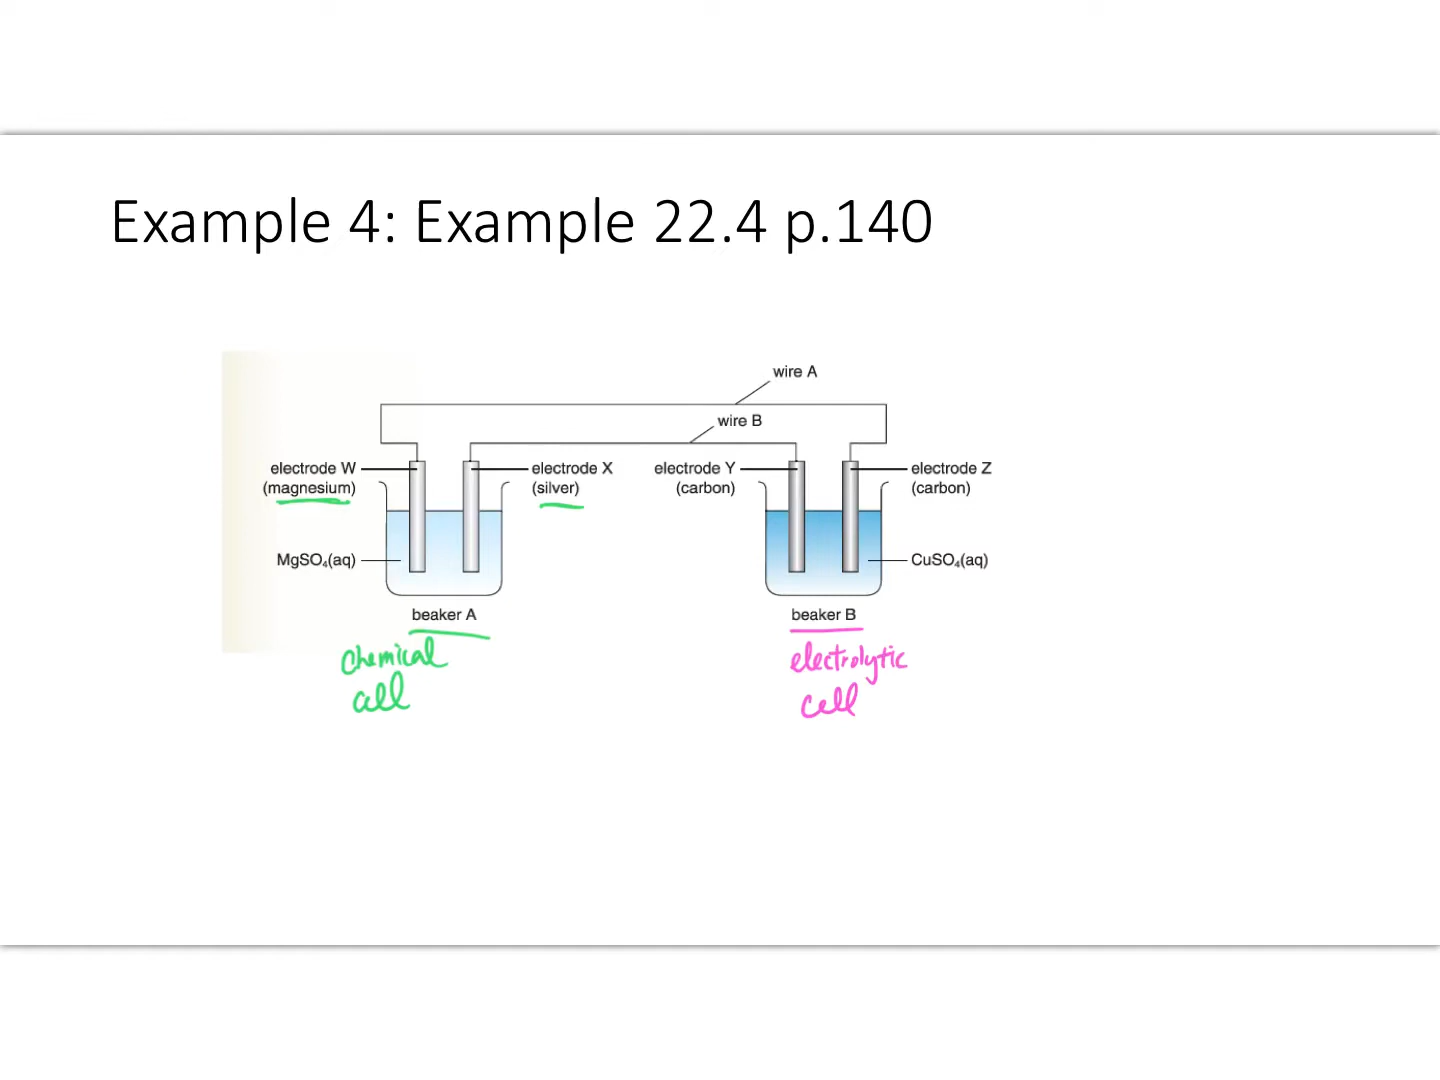 Example 4: Example 22.4 p.140
wire A
wire B
electrode W
(magnesium)
electrode X
(silver)
electrode Y
(carbon)
electrode Z
(carbon)
MgSO₄(aq)
CuSO₄(aq)
beaker A
beaker B
chemical
cell
electrolytic
cell